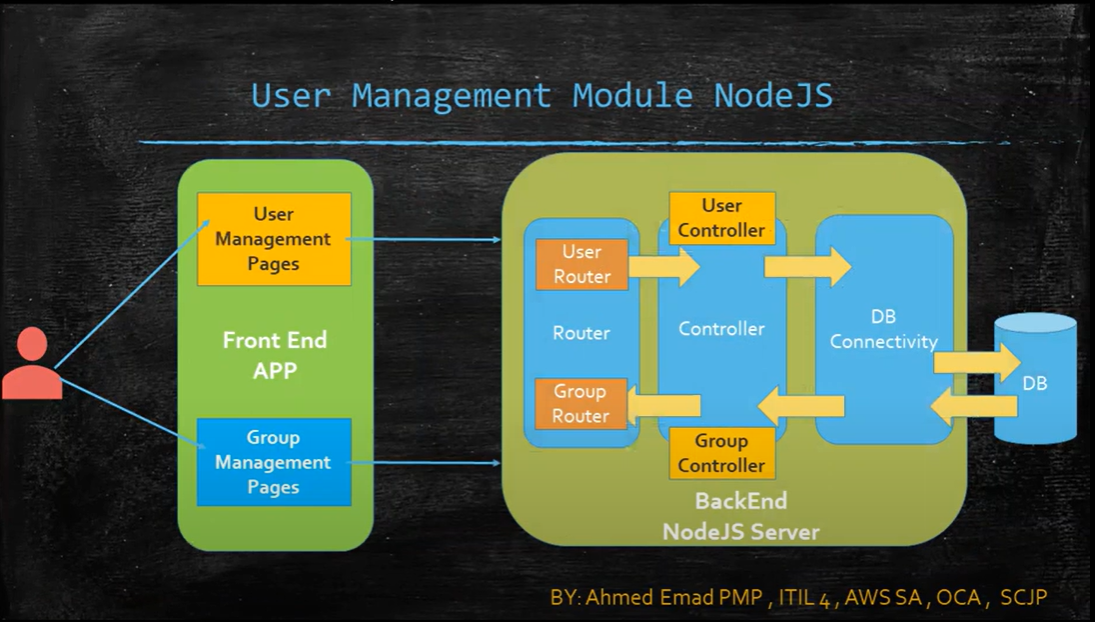 User Management Module NodeJS
User
Management
Pages
Front End
APP
Group
Management
Pages
User
Router
Router
Group
Router
User
Controller
Controller
Group
Controller
DB
Connectivity
DB
BackEnd
NodeJS Server
BY: Ahmed Emad PMP , ITIL 4 , AWS SA , OCA , SCJP